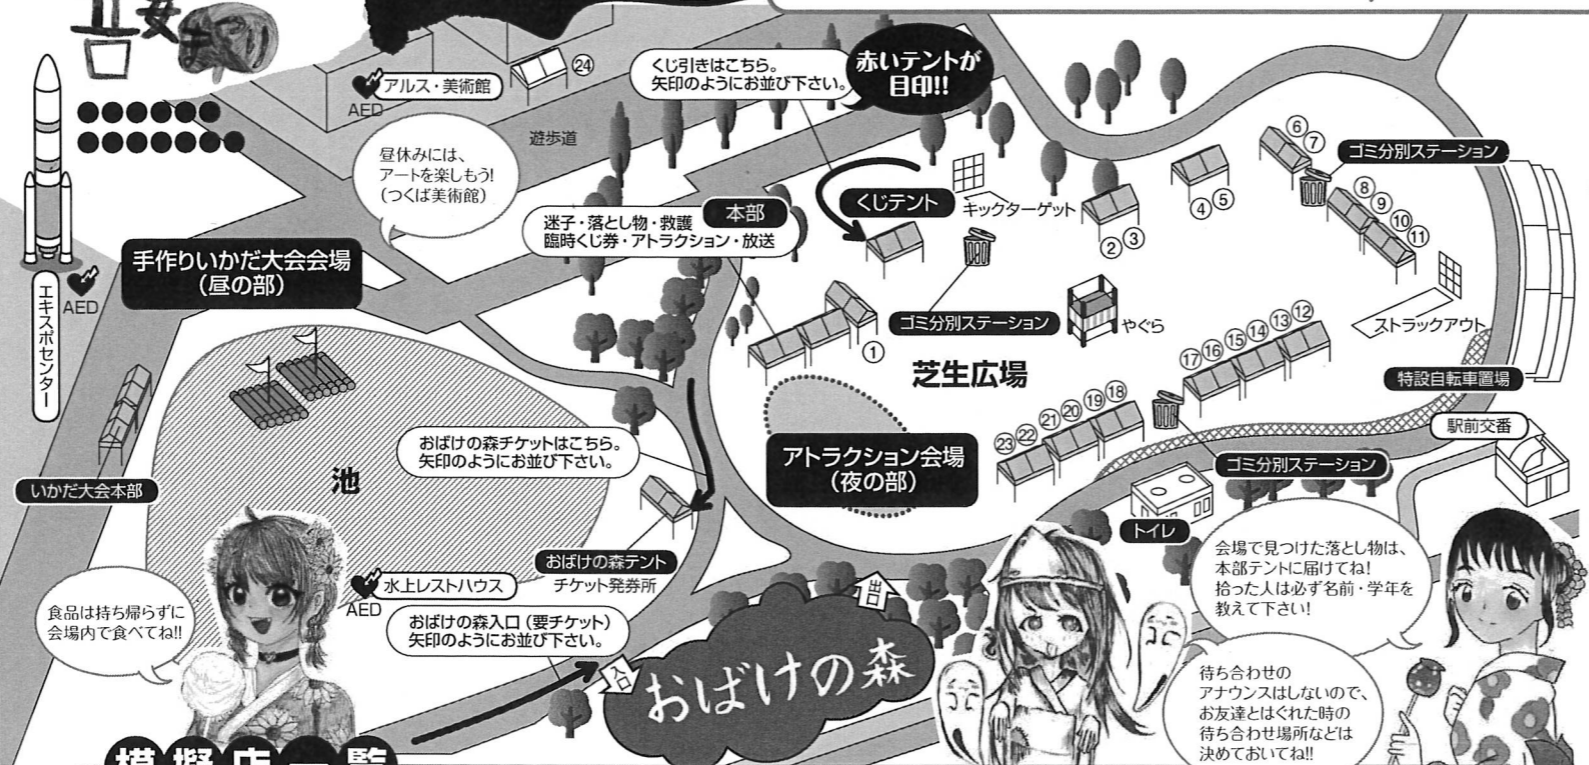 アルス・美術館
AED
㉔
くじ引きはこちら。
矢印のようにお並び下さい。
赤いテントが
目印!!
遊歩道
昼休みには、
アートを楽しもう!
(つくば美術館)
⑥
⑦
ゴミ分別ステーション
④⑤
⑧
⑨
⑩
⑪
くじテント
キックターゲット
②③
本部
迷子・落とし物・救護
臨時くじ券・アトラクション・放送
手作りいかだ大会会場
(昼の部)
エキスポセンター
AED
ゴミ分別ステーション
やぐら
ストラックアウト
①
芝生広場
⑰⑯⑮⑭⑬⑫
特設自転車置場
駅前交番
㉓㉒㉑⑳⑲⑱
おばけの森チケットはこちら。
矢印のようにお並び下さい。
アトラクション会場
(夜の部)
ゴミ分別ステーション
いかだ大会本部
池
トイレ
おばけの森テント
チケット発券所
水上レストハウス
AED
会場で見つけた落とし物は、
本部テントに届けてね!
拾った人は必ず名前・学年を
教えて下さい!
食品は持ち帰らずに
会場内で食べてね!!
おばけの森入口(要チケット)
矢印のようにお並び下さい。
出口
入口
おばけの森
待ち合わせの
アナウンスはしないので、
お友達とはぐれた時の
待ち合わせ場所などは
決めておいてね!!
模擬店一覧